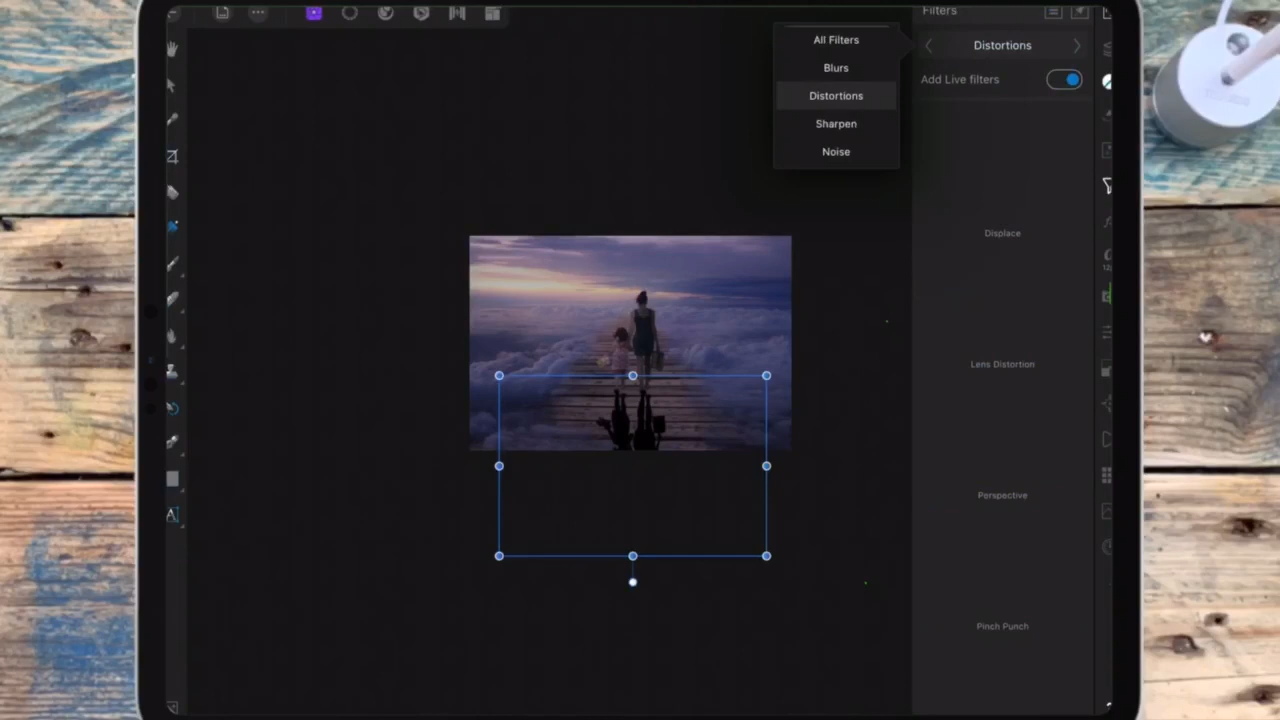 Filters
All Filters
Blurs
Distortions
Sharpen
Noise
Distortions
Add Live filters
Displace
Lens Distortion
Perspective
Pinch Punch